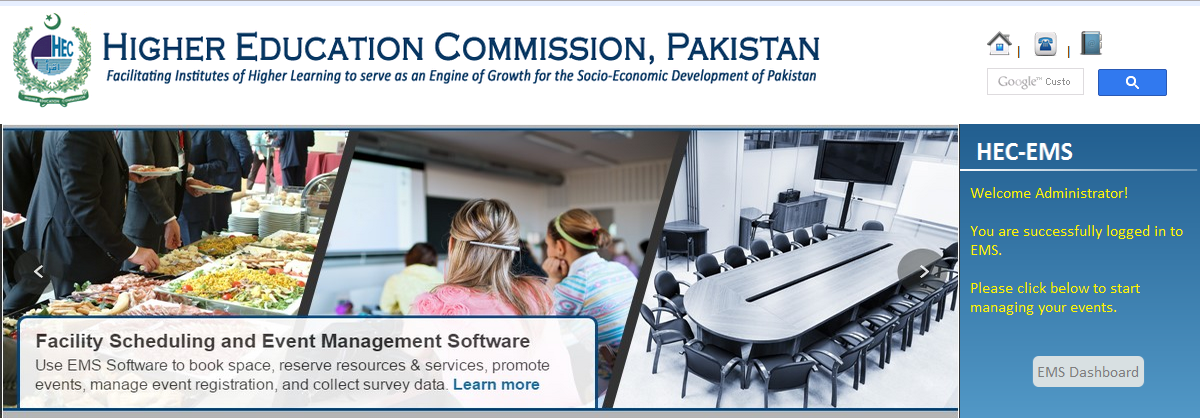 HEC
HIGHER EDUCATION COMMISSION, PAKISTAN
Facilitating Institutes of Higher Learning to serve as an Engine of Growth for the Socio-Economic Development of Pakistan
|
|
Google™ Custo
HEC-EMS
Welcome Administrator!
You are successfully logged in to
EMS.
Please click below to start
managing your events.
EMS Dashboard
Facility Scheduling and Event Management Software
Use EMS Software to book space, reserve resources & services, promote
events, manage event registration, and collect survey data. Learn more